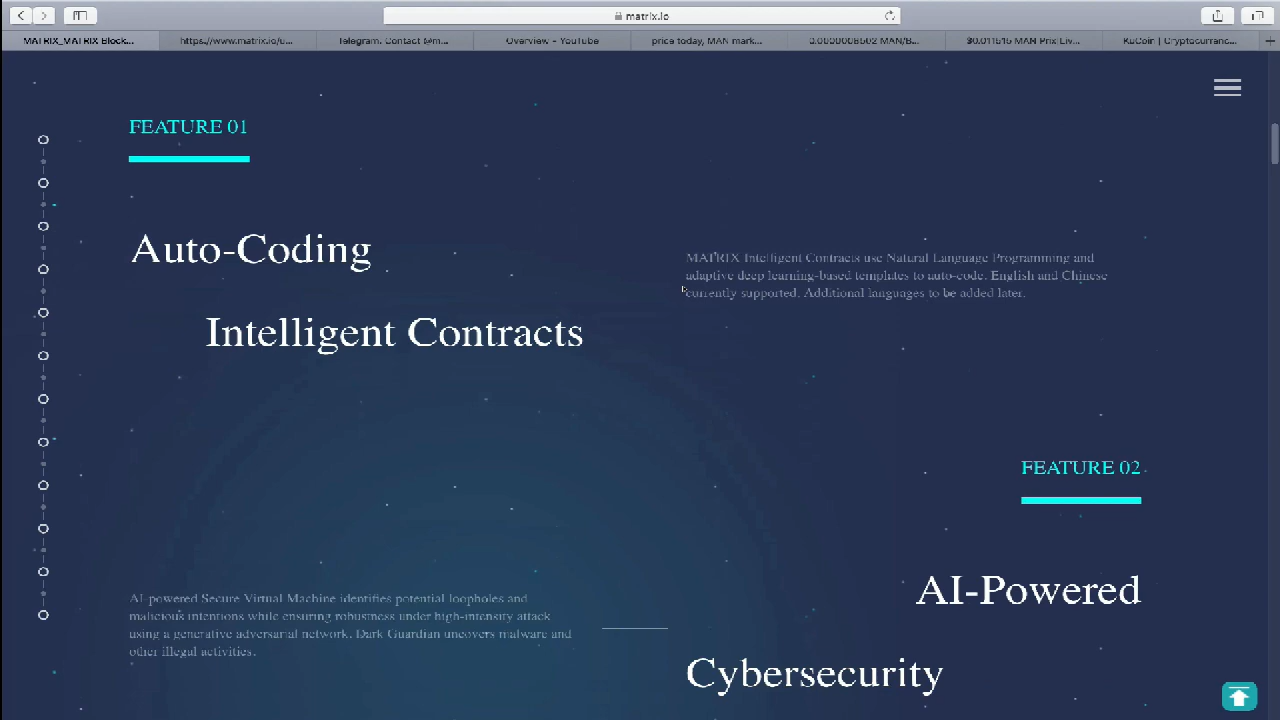 matrix.io
MATRIX_MATRIX Block...
https://www.matrix.io/u...
Telegram: Contact @m...
Overview - YouTube
price today, MAN mark...
0.0000008502 MAN/B...
$0.011515 MAN Prix|Liv...
KuCoin | Cryptocurrenc...
FEATURE 01
Auto-Coding
Intelligent Contracts
MATRIX Intelligent Contracts use Natural Language Programming and
adaptive deep learning-based templates to auto-code. English and Chinese
currently supported. Additional languages to be added later.
FEATURE 02
AI-Powered
Cybersecurity
AI-powered Secure Virtual Machine identifies potential loopholes and
malicious intentions while ensuring robustness under high-intensity attack
using a generative adversarial network. Dark Guardian uncovers malware and
other illegal activities.